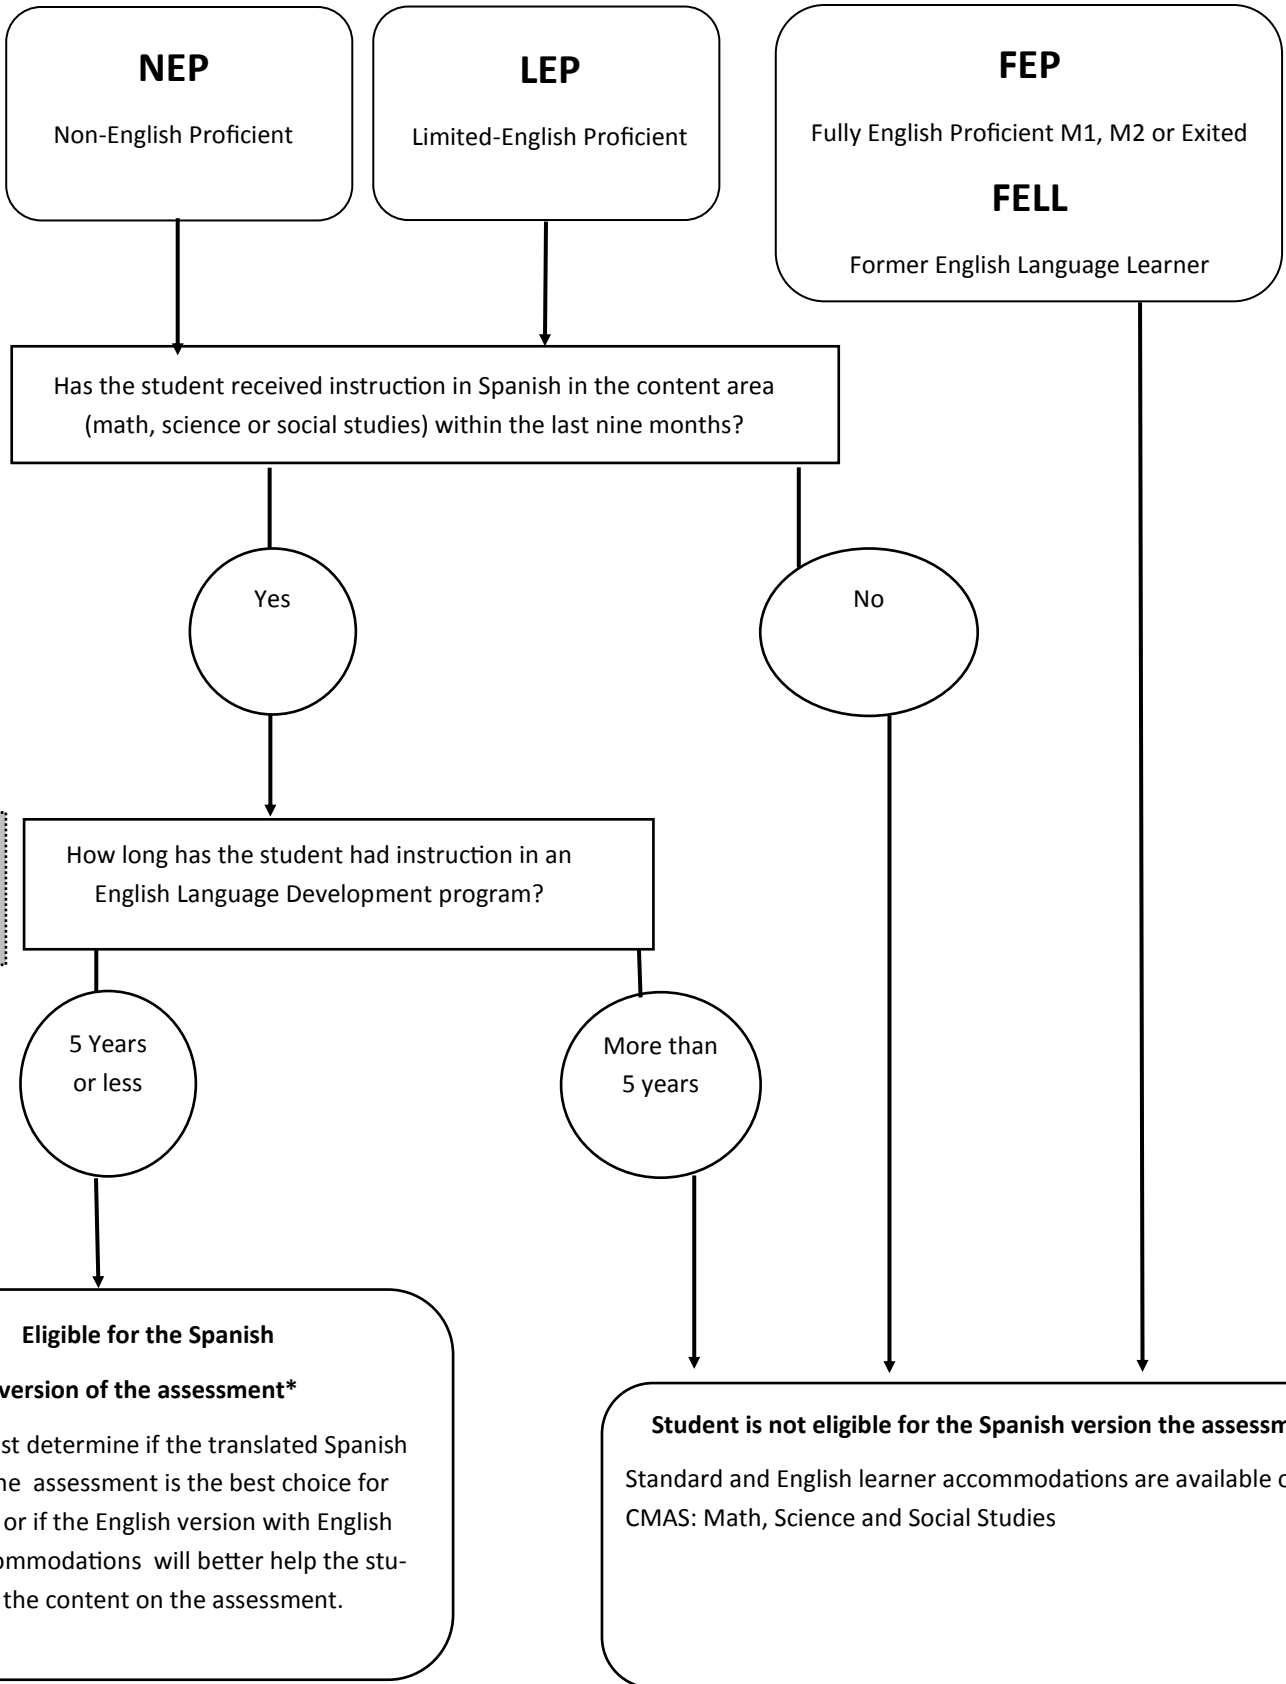 NEP
Non-English Proficient
LEP
Limited-English Proficient
FEP
Fully English Proficient M1, M2 or Exited
FELL
Former English Language Learner
Has the student received instruction in Spanish in the content area
(math, science or social studies) within the last nine months?
Yes
No
How long has the student had instruction in an
English Language Development program?
5 Years
or less
More than
5 years
Eligible for the Spanish
version of the assessment*
determine if the translated Spanish
assessment is the best choice for
or if the English version with English
will better help the stu-
the content on the assessment.
Student is not eligible for the Spanish version the
Standard and English learner accommodations are available
CMAS: Math, Science and Social Studies